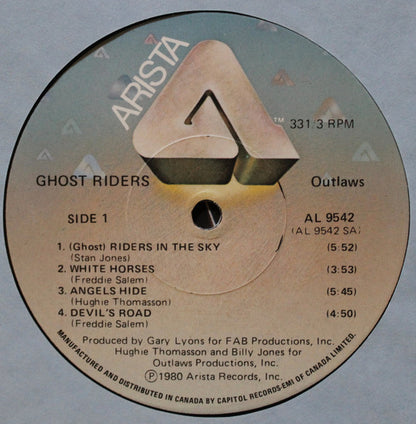 ARISTA
TM
331/3 RPM
GHOST RIDERS Outlaws
SIDE 1 AL 9542
(AL 9542 SA)
1. (Ghost) RIDERS IN THE SKY (5:52)
(Stan Jones)
2. WHITE HORSES (3:53)
(Freddie Salem)
3. ANGELS HIDE (5:45)
(Hughie Thomasson)
4. DEVIL'S ROAD (4:50)
(Freddie Salem)
Produced by Gary Lyons for FAB Productions, Inc.
Hughie Thomasson and Billy Jones for
Outlaws Productions, Inc.
Ⓟ1980 Arista Records, Inc.
MANUFACTURED AND DISTRIBUTED IN CANADA BY CAPITOL RECORDS-EMI OF CANADA LIMITED.